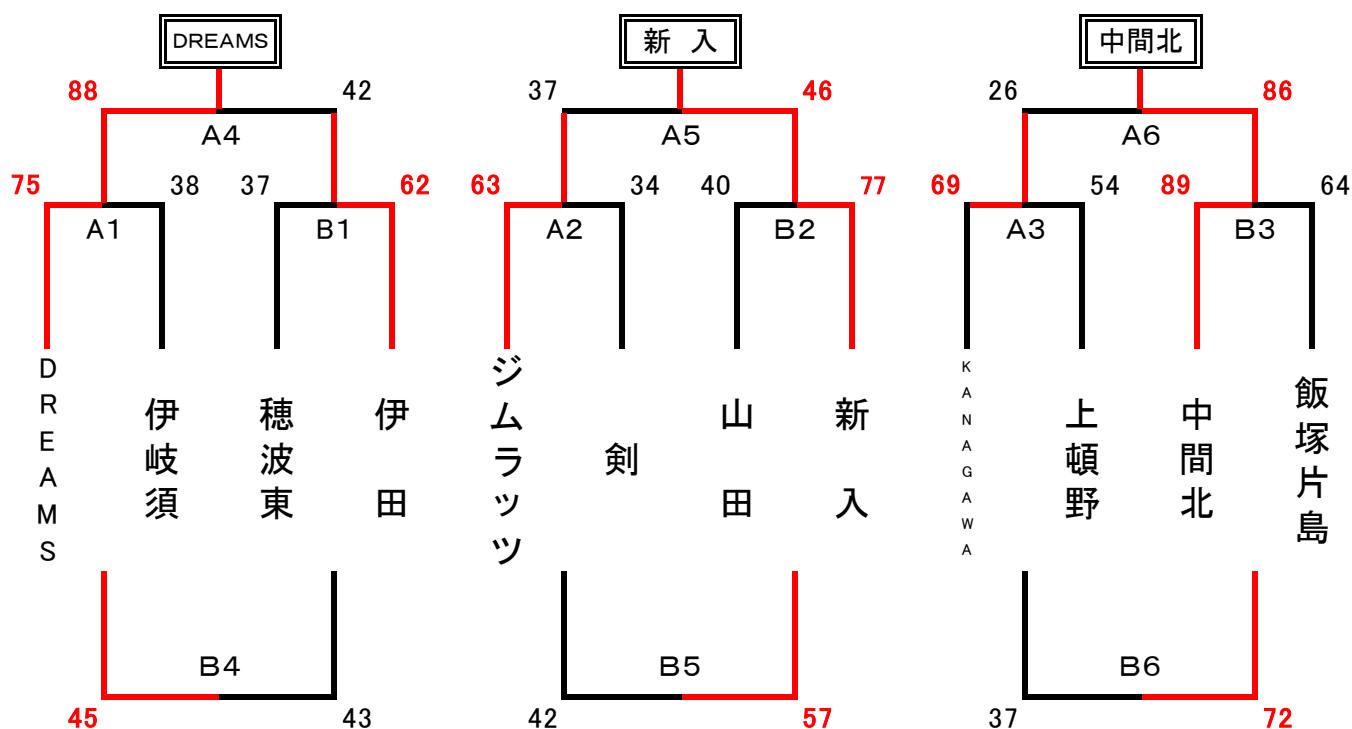 DREAMS 新 入 中間北
88 42 37 46 26 86
A4 A5 A6
75 38 37 62 63 34 40 77 69 54 89 64
A1 B1 A2 B2 A3 B3
DREAMS
伊岐須
穂波東
伊 田
ジムラッツ
剣
山 田
新 入
KANAGAWA
上頓野
中間北
飯塚片島
B4 B5 B6
45 43 42 57 37 72